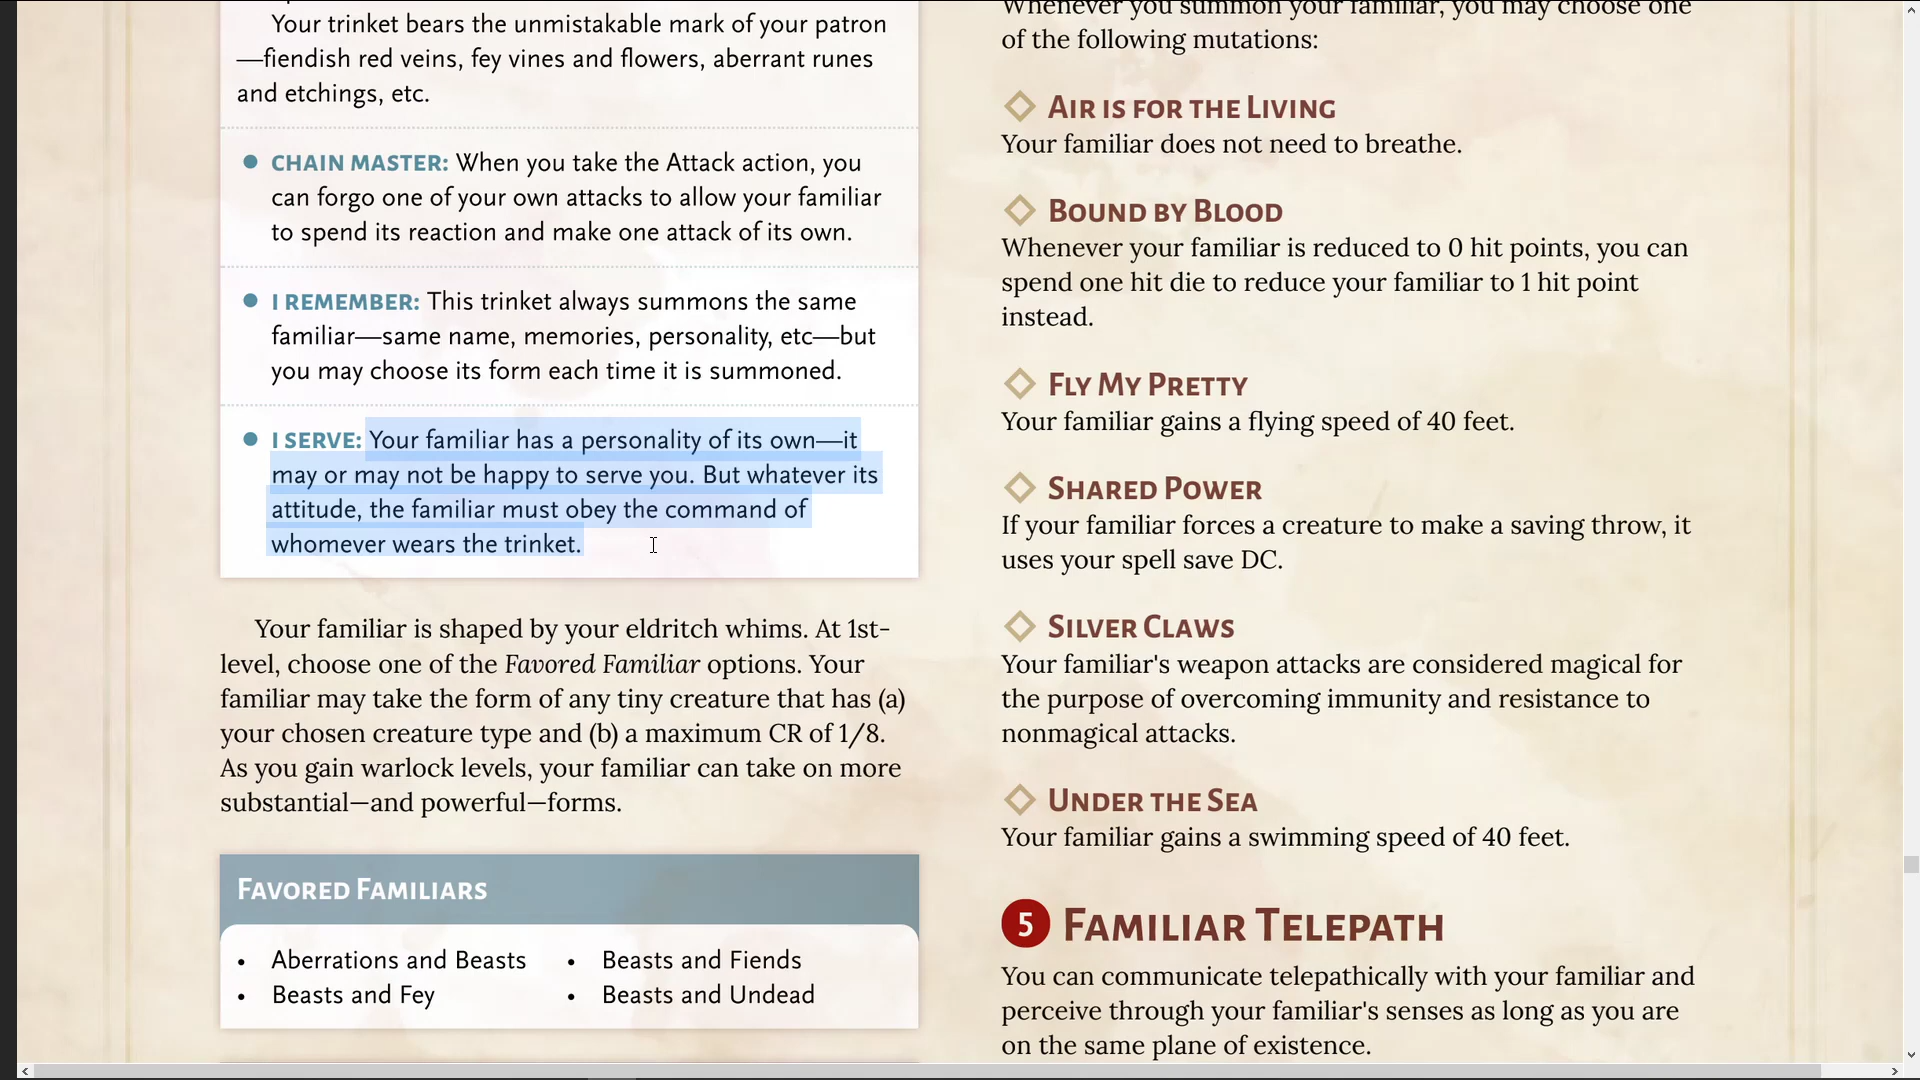 Your trinket bears the unmistakable mark of your patron
—fiendish red veins, fey vines and flowers, aberrant runes
and etchings, etc.
CHAIN MASTER: When you take the Attack action, you
can forgo one of your own attacks to allow your familiar
to spend its reaction and make one attack of its own.
I REMEMBER: This trinket always summons the same
familiar—same name, memories, personality, etc—but
you may choose its form each time it is summoned.
I SERVE: Your familiar has a personality of its own—it
may or may not be happy to serve you. But whatever its
attitude, the familiar must obey the command of
whomever wears the trinket.
Your familiar is shaped by your eldritch whims. At 1st-
level, choose one of the Favored Familiar options. Your
familiar may take the form of any tiny creature that has (a)
your chosen creature type and (b) a maximum CR of 1/8.
As you gain warlock levels, your familiar can take on more
substantial—and powerful—forms.
FAVORED FAMILIARS
• Aberrations and Beasts
• Beasts and Fey
• Beasts and Fiends
• Beasts and Undead
Whenever you summon your familiar, you may choose one
of the following mutations:
AIR IS FOR THE LIVING
Your familiar does not need to breathe.
BOUND BY BLOOD
Whenever your familiar is reduced to 0 hit points, you can
spend one hit die to reduce your familiar to 1 hit point
instead.
FLY MY PRETTY
Your familiar gains a flying speed of 40 feet.
SHARED POWER
If your familiar forces a creature to make a saving throw, it
uses your spell save DC.
SILVER CLAWS
Your familiar's weapon attacks are considered magical for
the purpose of overcoming immunity and resistance to
nonmagical attacks.
UNDER THE SEA
Your familiar gains a swimming speed of 40 feet.
5 FAMILIAR TELEPATH
You can communicate telepathically with your familiar and
perceive through your familiar's senses as long as you are
on the same plane of existence.